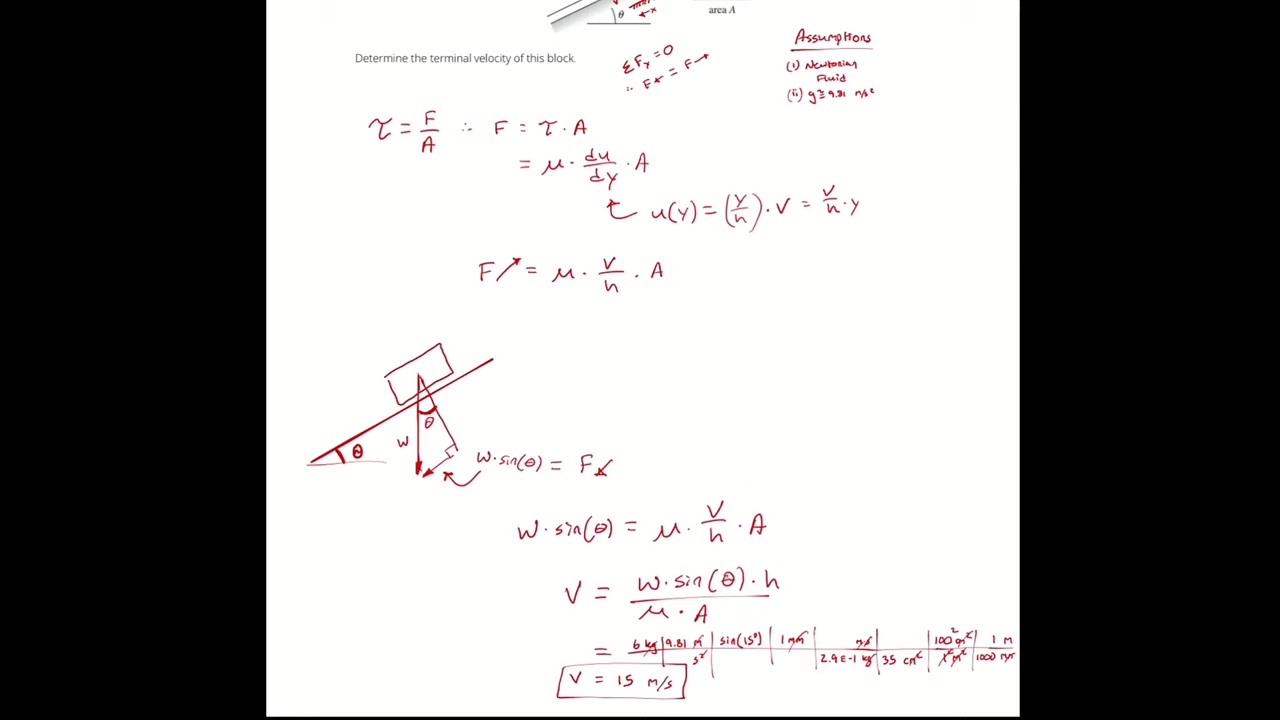 θ
area A
Assumptions
Determine the terminal velocity of this block.
ΣFx = 0
∴ F↙ = F↗
(i) Newtonian Fluid
(ii) g ≅ 9.81 m/s²
τ = F/A ∴ F = τ · A
= μ · du/dy · A
u(y) = (y/h) · V = V/h · y
F↗ = μ · V/h · A
θ
W
θ
W·sin(θ) = F↙
W · sin(θ) = μ · V/h · A
V = W·sin(θ)·h / μ · A
= 6 kg | 9.81 m | sin(15°) | 1 mm | m·s | | 100² cm² | 1 m
s² | | | 2.9E-1 kg | 35 cm² | 1² m² | 1000 mm
V = 15 m/s